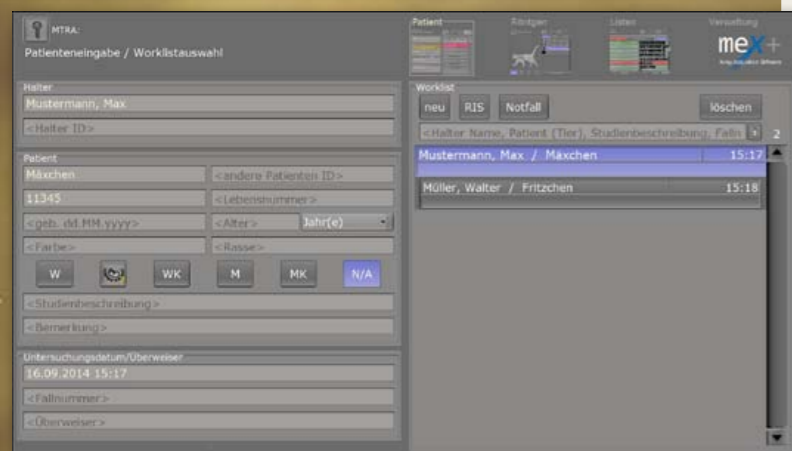 MTRA:
Patienteneingabe / Worklistauswahl
Patient
Röntgen
Listen
Verwaltung
mex+
Halter
Mustermann, Max
<Halter ID>
Patient
Mäxchen
<andere Patienten ID>
11345
<Lebensnummer>
<geb. dd.MM.yyyy>
<Alter>
Jahr(e)
<Farbe>
<Rasse>
W
WK
M
MK
N/A
<Studienbeschreibung>
<Bemerkung>
Untersuchungsdatum/Überweiser
16.09.2014 15:17
<Fallnummer>
<Überweiser>
Worklist
neu
RIS
Notfall
löschen
<Halter Name, Patient (Tier), Studienbeschreibung, Falln
2
Mustermann, Max / Mäxchen 15:17
Müller, Walter / Fritzchen 15:18